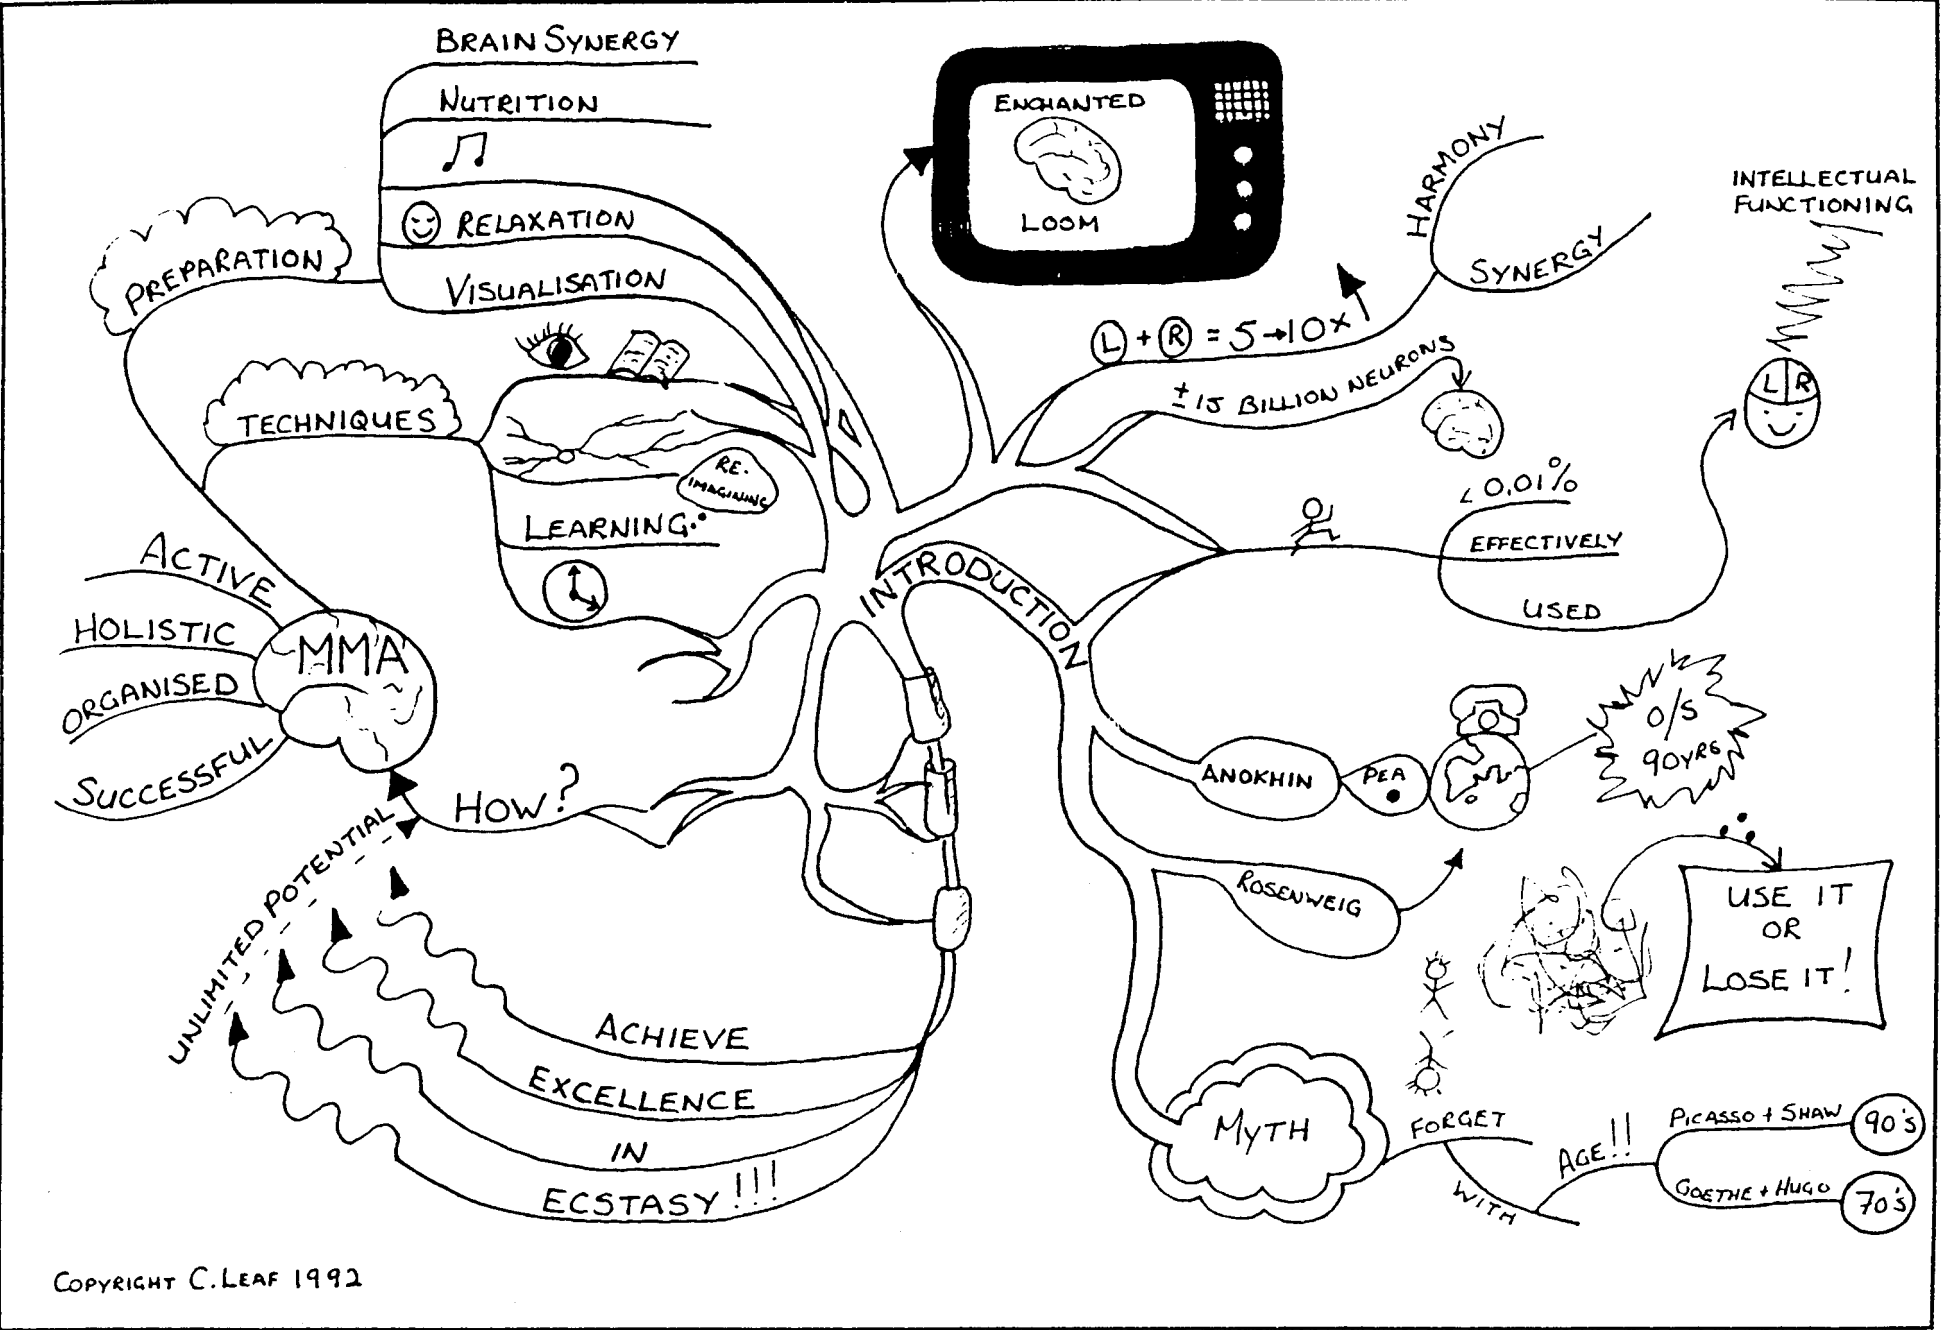 BRAIN SYNERGY
NUTRITION
RELAXATION
VISUALISATION
PREPARATION
TECHNIQUES
RE-
IMAGINING
LEARNING
ACTIVE
HOLISTIC
ORGANISED
SUCCESSFUL
MMA
HOW?
UNLIMITED POTENTIAL
ACHIEVE
EXCELLENCE
IN
ECSTASY!!!
COPYRIGHT C.LEAF 1992
INTRODUCTION
ENCHANTED
LOOM
L + R = 5→10x
HARMONY
SYNERGY
± 15 BILLION NEURONS
INTELLECTUAL
FUNCTIONING
L R
< 0,01%
EFFECTIVELY
USED
ANOKHIN
PEA
O/S
90YRS
ROSENWEIG
USE IT
OR
LOSE IT!
MYTH
FORGET
WITH
AGE!!
PICASSO + SHAW
90's
GOETHE + HUGO
70's